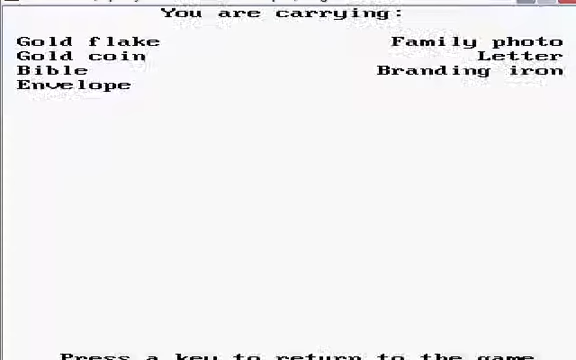 You are carrying:
Gold flake Family photo
Gold coin Letter
Bible Branding iron
Envelope
Press a key to return to the game